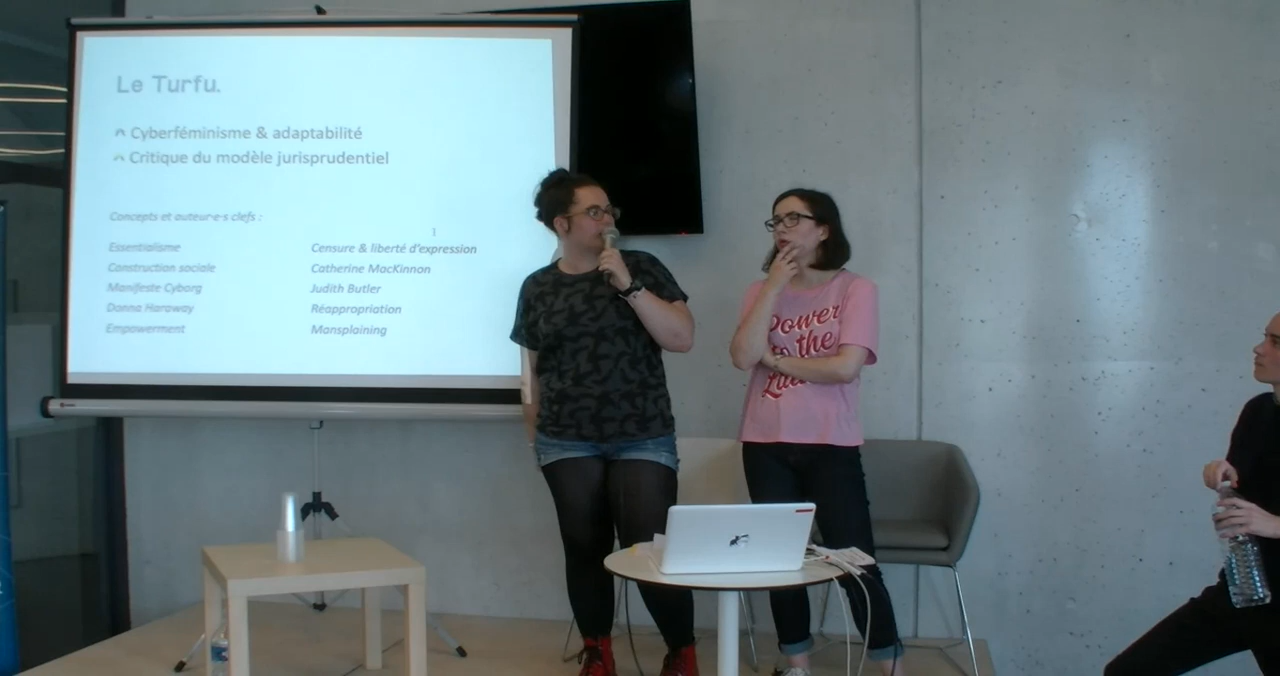 Le Turfu.
Cyberféminisme & adaptabilité
Critique du modèle jurisprudentiel
Concepts et auteur·e·s clefs :
Essentialisme
Construction sociale
Manifeste Cyborg
Donna Haraway
Empowerment
Censure & liberté d'expression
Catherine MacKinnon
Judith Butler
Réappropriation
Mansplaining
Power
to the